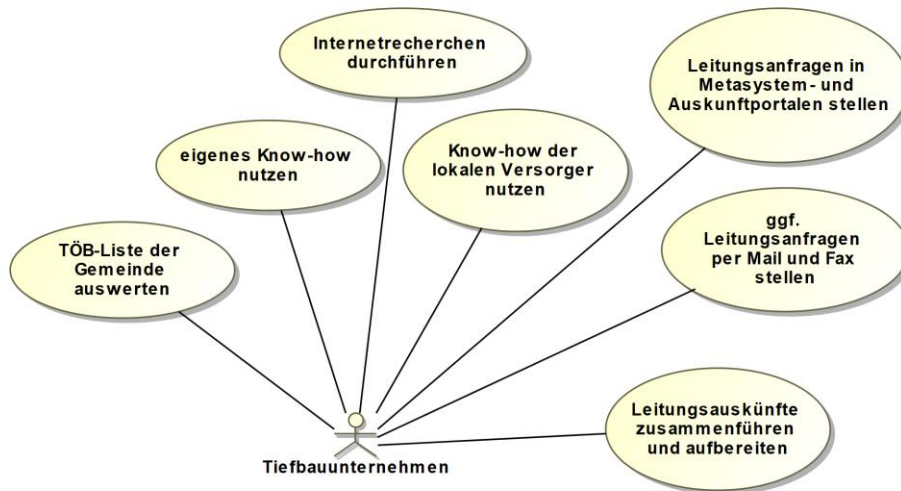 Internetrecherchen
durchführen
Leitungsanfragen in
Metasystem- und
Auskunftportalen stellen
eigenes Know-how
nutzen
Know-how der
lokalen Versorger
nutzen
TÖB-Liste der
Gemeinde
auswerten
ggf.
Leitungsanfragen
per Mail und Fax
stellen
Leitungsauskünfte
zusammenführen
und aufbereiten
Tiefbauunternehmen